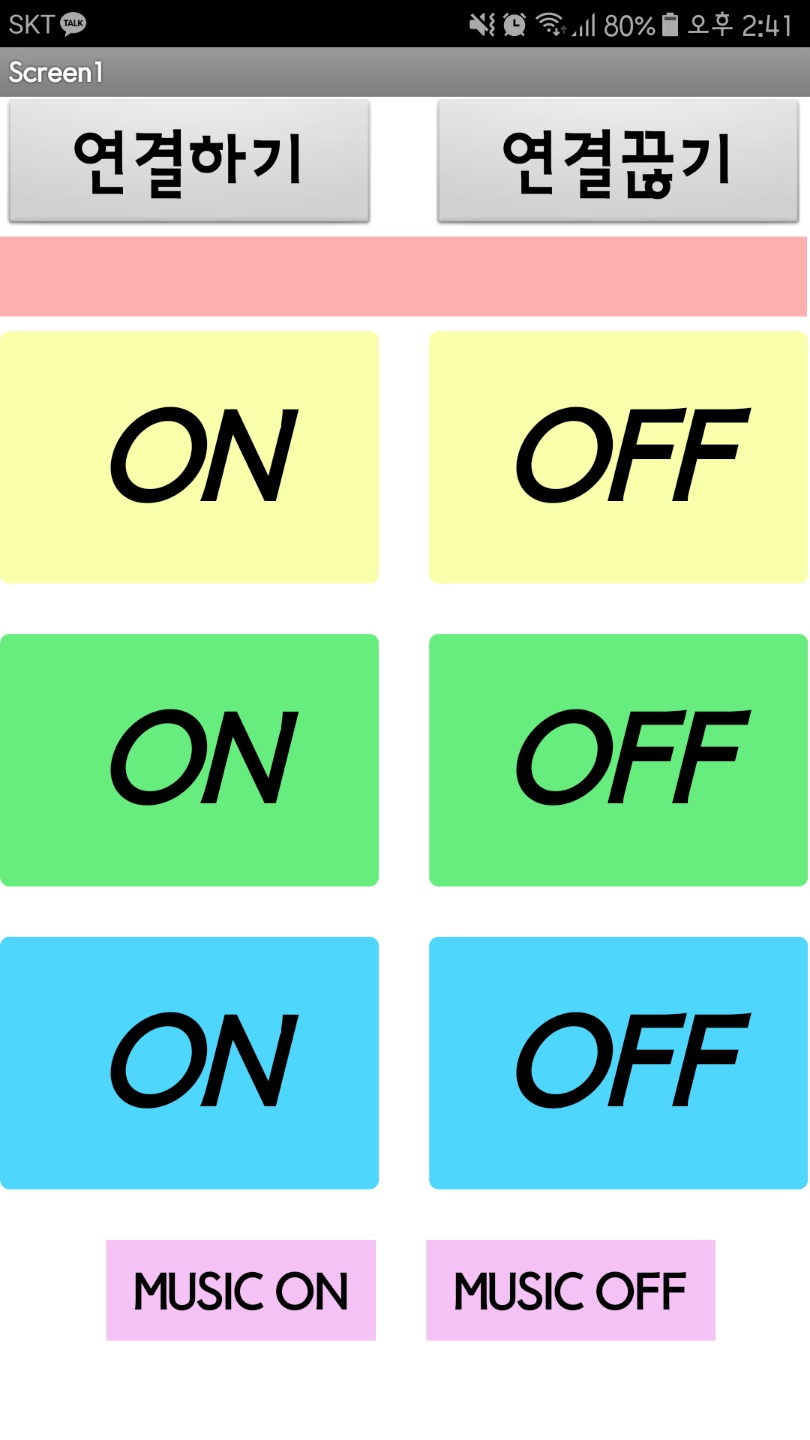 SKT TALK 80% 오후 2:41
Screen1
연결하기 연결끊기
ON OFF
ON OFF
ON OFF
MUSIC ON MUSIC OFF